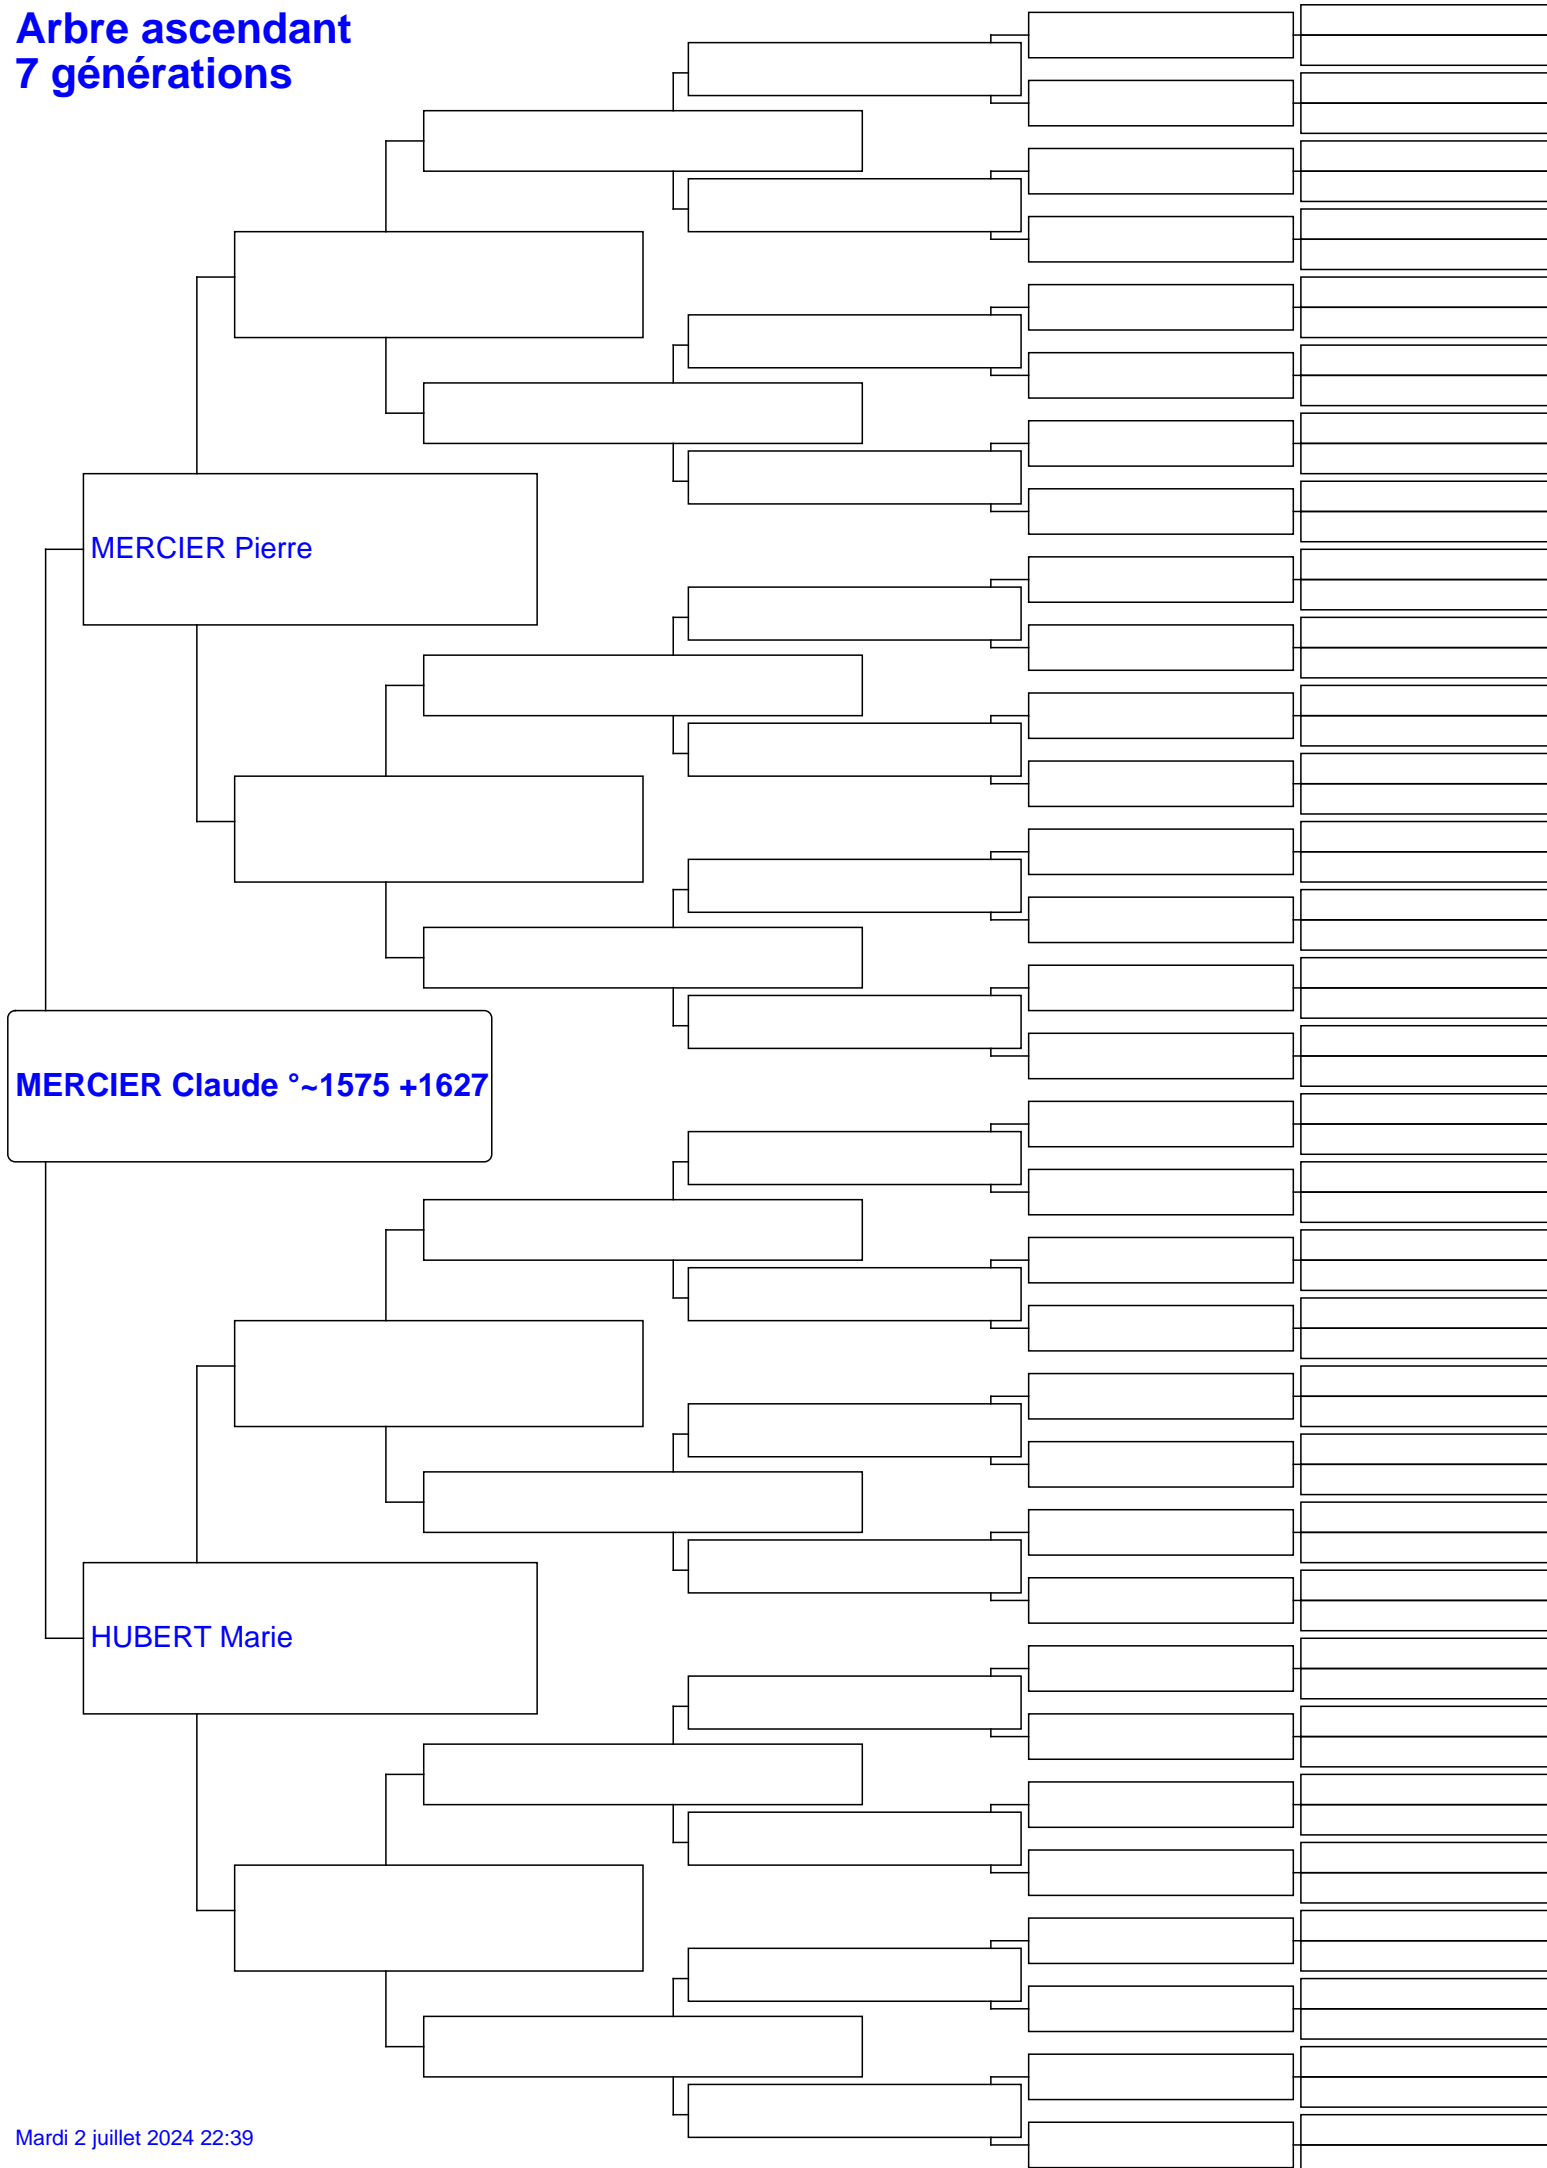 Arbre ascendant
7 générations
MERCIER Pierre
MERCIER Claude °~1575 +1627
HUBERT Marie
Mardi 2 juillet 2024 22:39